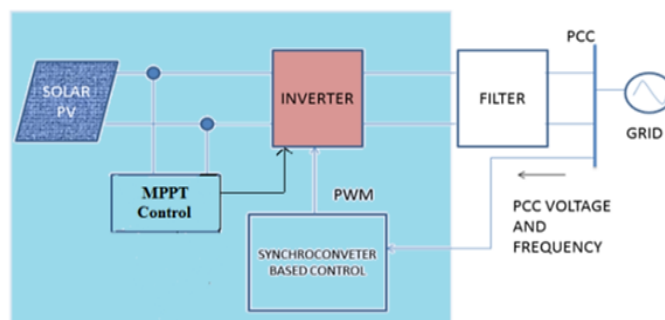 SOLAR
PV
MPPT
Control
INVERTER
PWM
SYNCHROCONVETER
BASED CONTROL
FILTER
PCC
GRID
PCC VOLTAGE
AND
FREQUENCY